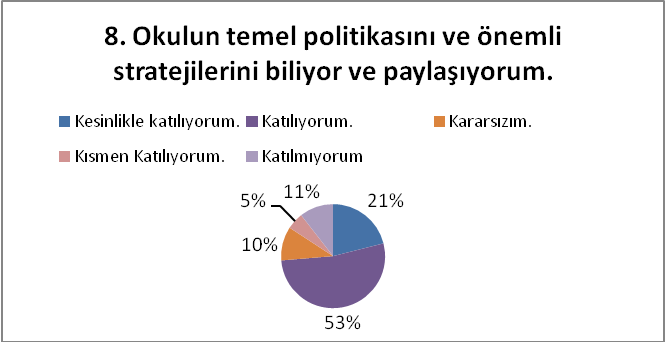 8. Okulun temel politikasını ve önemli
stratejilerini biliyor ve paylaşıyorum.
Kesinlikle katılıyorum. Katılıyorum. Kararsızım.
Kısmen Katılıyorum. Katılmıyorum
5% 11% 21%
10%
53%